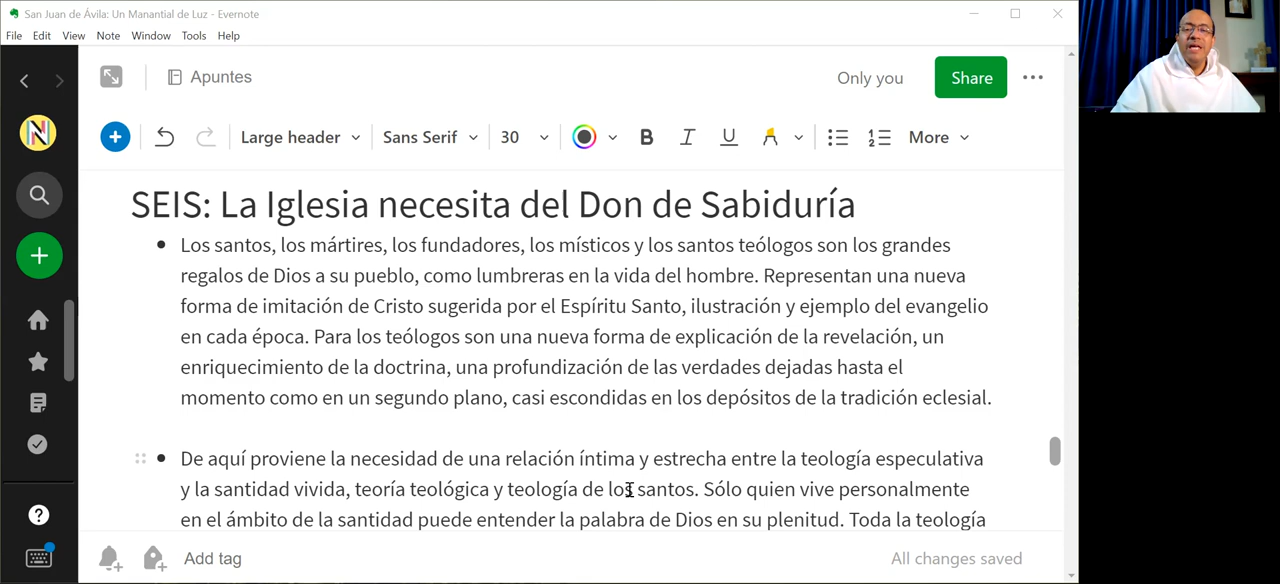 San Juan de Ávila: Un Manantial de Luz - Evernote
File Edit View Note Window Tools Help
Apuntes
Only you
Share
Large header
Sans Serif
30
B I U
More
SEIS: La Iglesia necesita del Don de Sabiduría
Los santos, los mártires, los fundadores, los místicos y los santos teólogos son los grandes
regalos de Dios a su pueblo, como lumbreras en la vida del hombre. Representan una nueva
forma de imitación de Cristo sugerida por el Espíritu Santo, ilustración y ejemplo del evangelio
en cada época. Para los teólogos son una nueva forma de explicación de la revelación, un
enriquecimiento de la doctrina, una profundización de las verdades dejadas hasta el
momento como en un segundo plano, casi escondidas en los depósitos de la tradición eclesial.
De aquí proviene la necesidad de una relación íntima y estrecha entre la teología especulativa
y la santidad vivida, teoría teológica y teología de los santos. Sólo quien vive personalmente
en el ámbito de la santidad puede entender la palabra de Dios en su plenitud. Toda la teología
Add tag
All changes saved